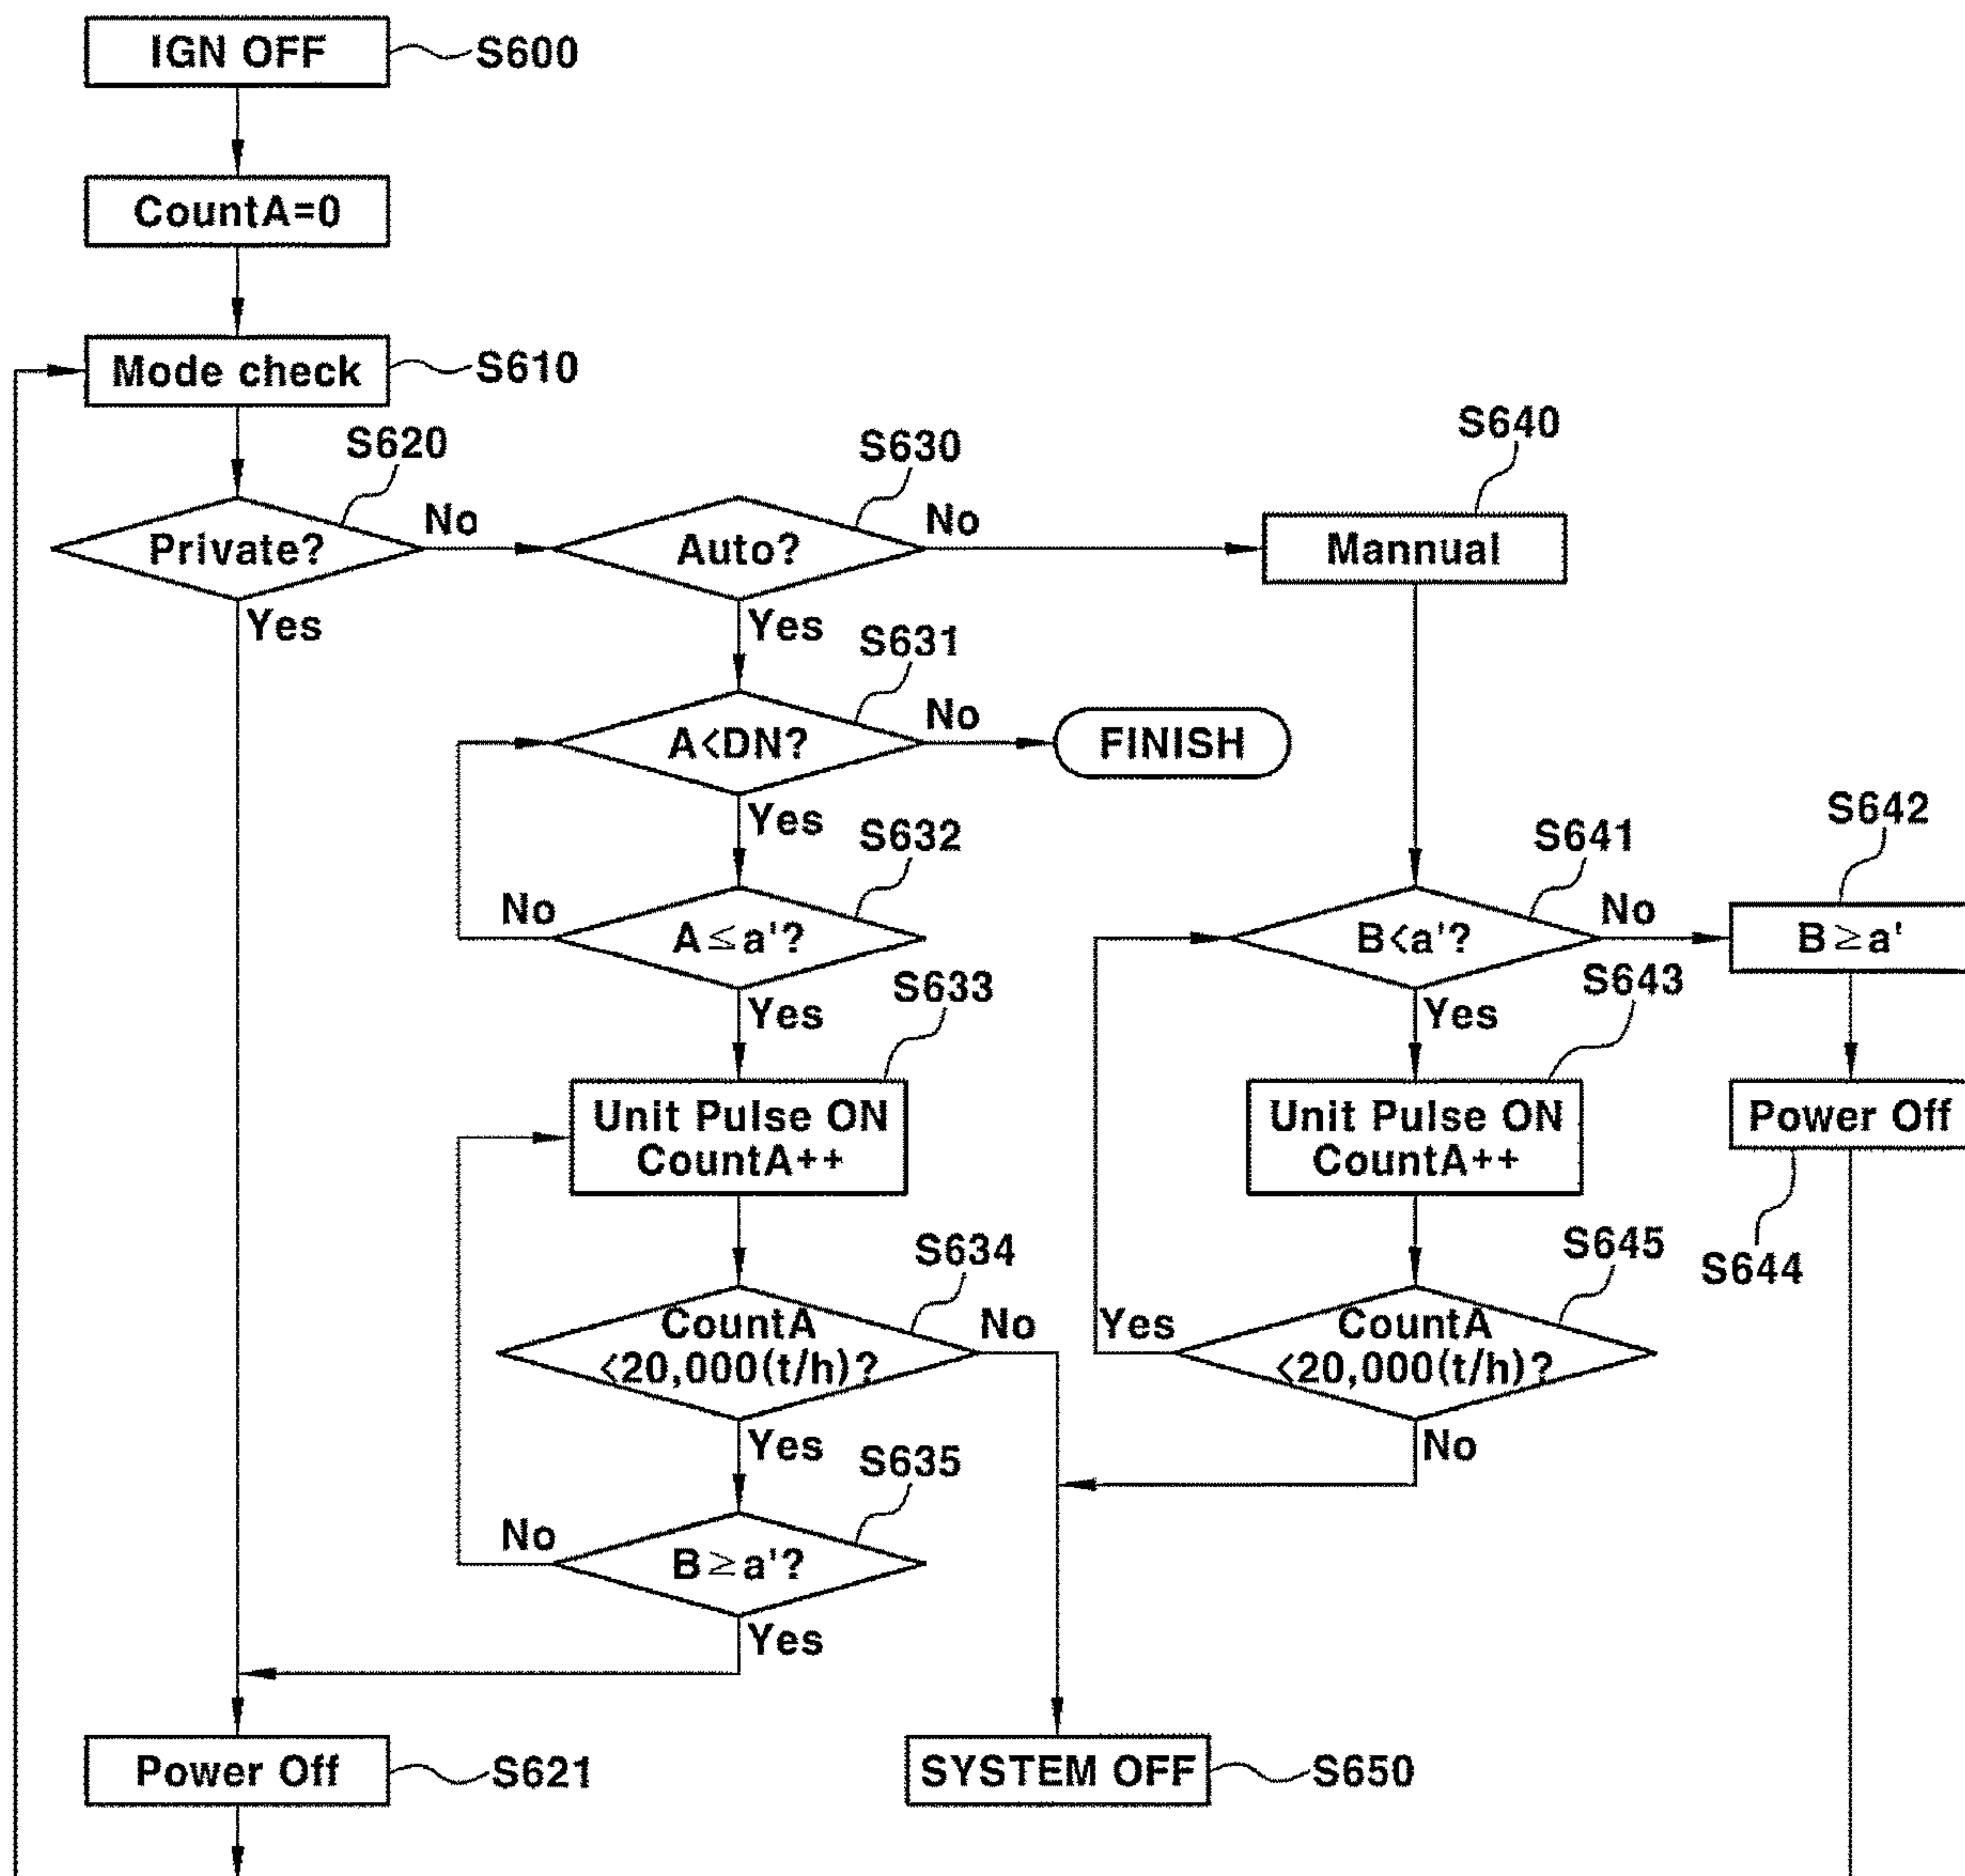 IGN OFF
S600
CountA=0
Mode check
S610
S620
S630
S640
Private?
No
Auto?
No
Mannual
Yes
Yes
S631
A<DN?
No
FINISH
Yes
S632
S641
S642
No
A≤a'?
B<a'?
No
B≥a'
Yes
S633
Yes
S643
Unit Pulse ON
CountA++
Unit Pulse ON
CountA++
Power Off
S634
S645
S644
CountA
<20,000(t/h)?
No
Yes
CountA
<20,000(t/h)?
Yes
No
S635
No
B≥a'?
Yes
Power Off
S621
SYSTEM OFF
S650